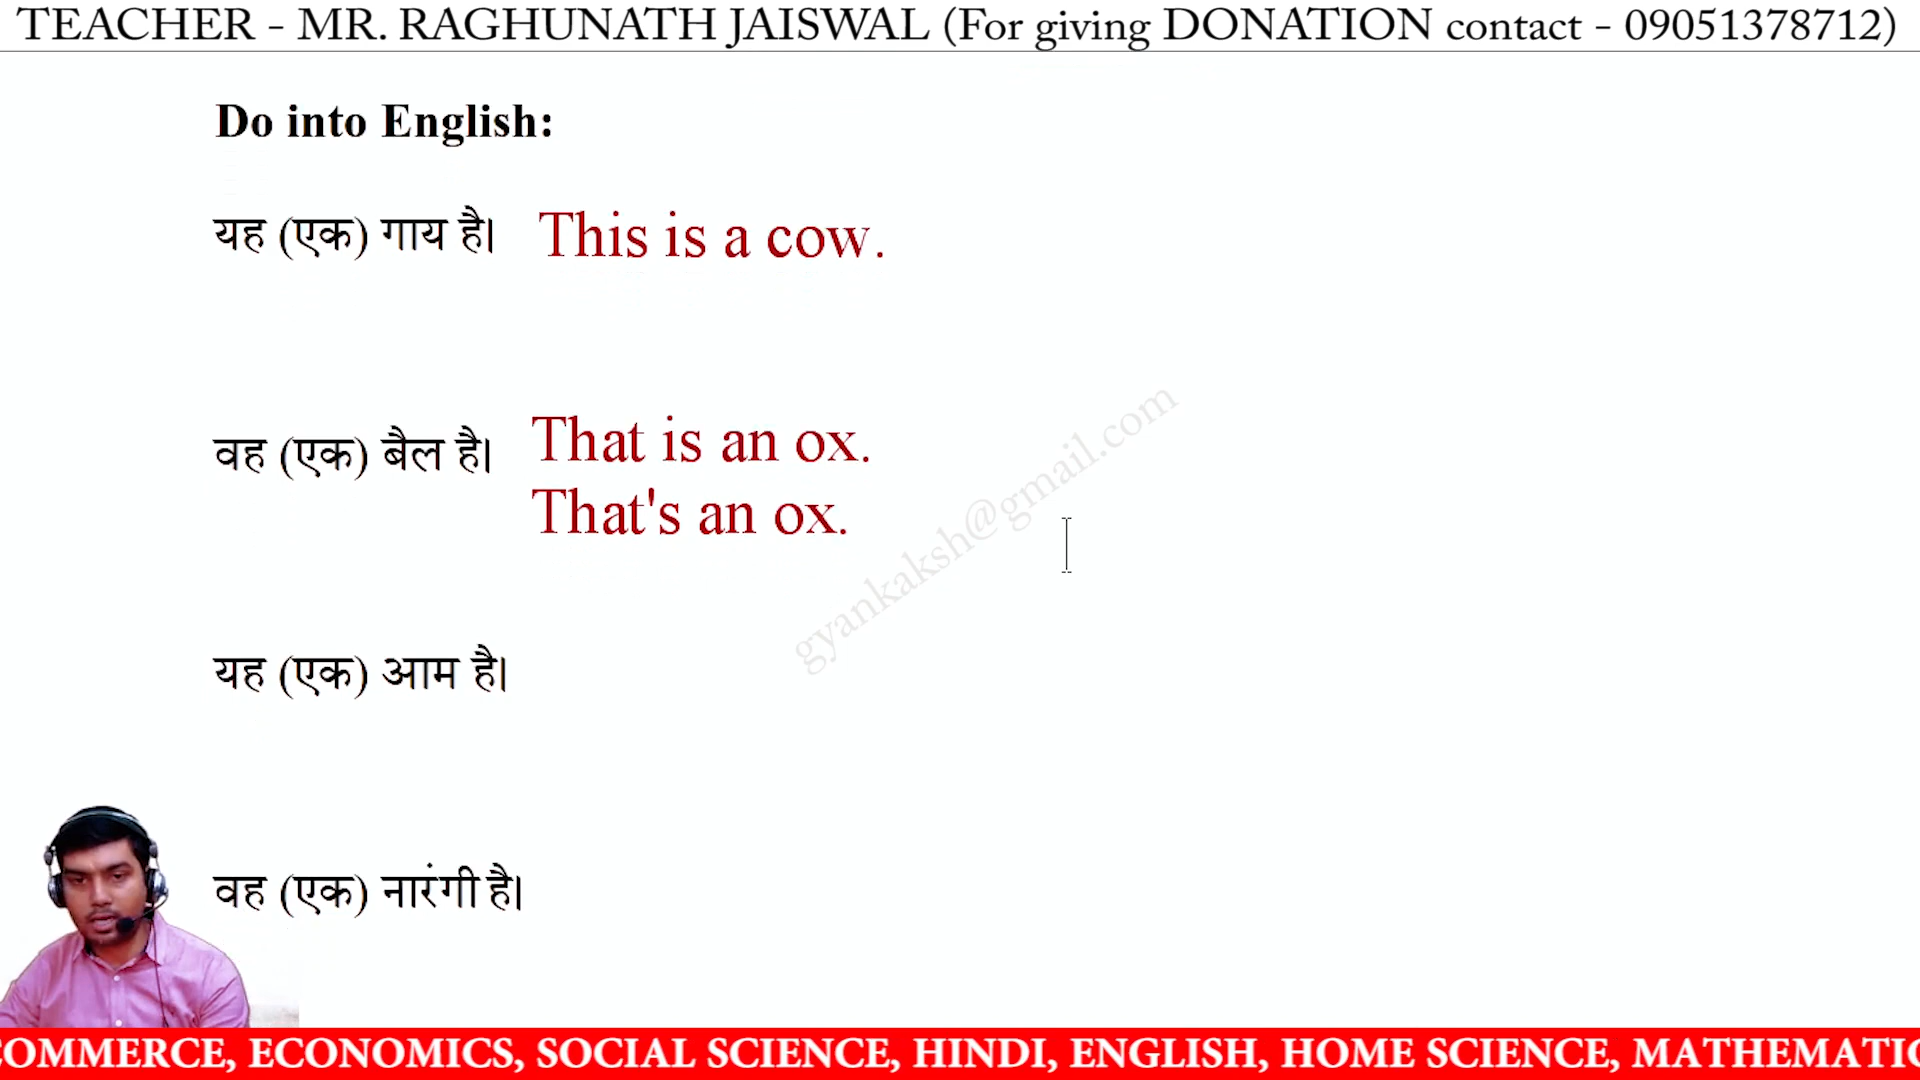 TEACHER - MR. RAGHUNATH JAISWAL (For giving DONATION contact - 09051378712)
Do into English:
यह (एक) गाय है। This is a cow.
वह (एक) बैल है। That is an ox.
That's an ox.
gyankaksh@gmail.com
यह (एक) आम है।
वह (एक) नारंगी है।
COMMERCE, ECONOMICS, SOCIAL SCIENCE, HINDI, ENGLISH, HOME SCIENCE, MATHEMATIC